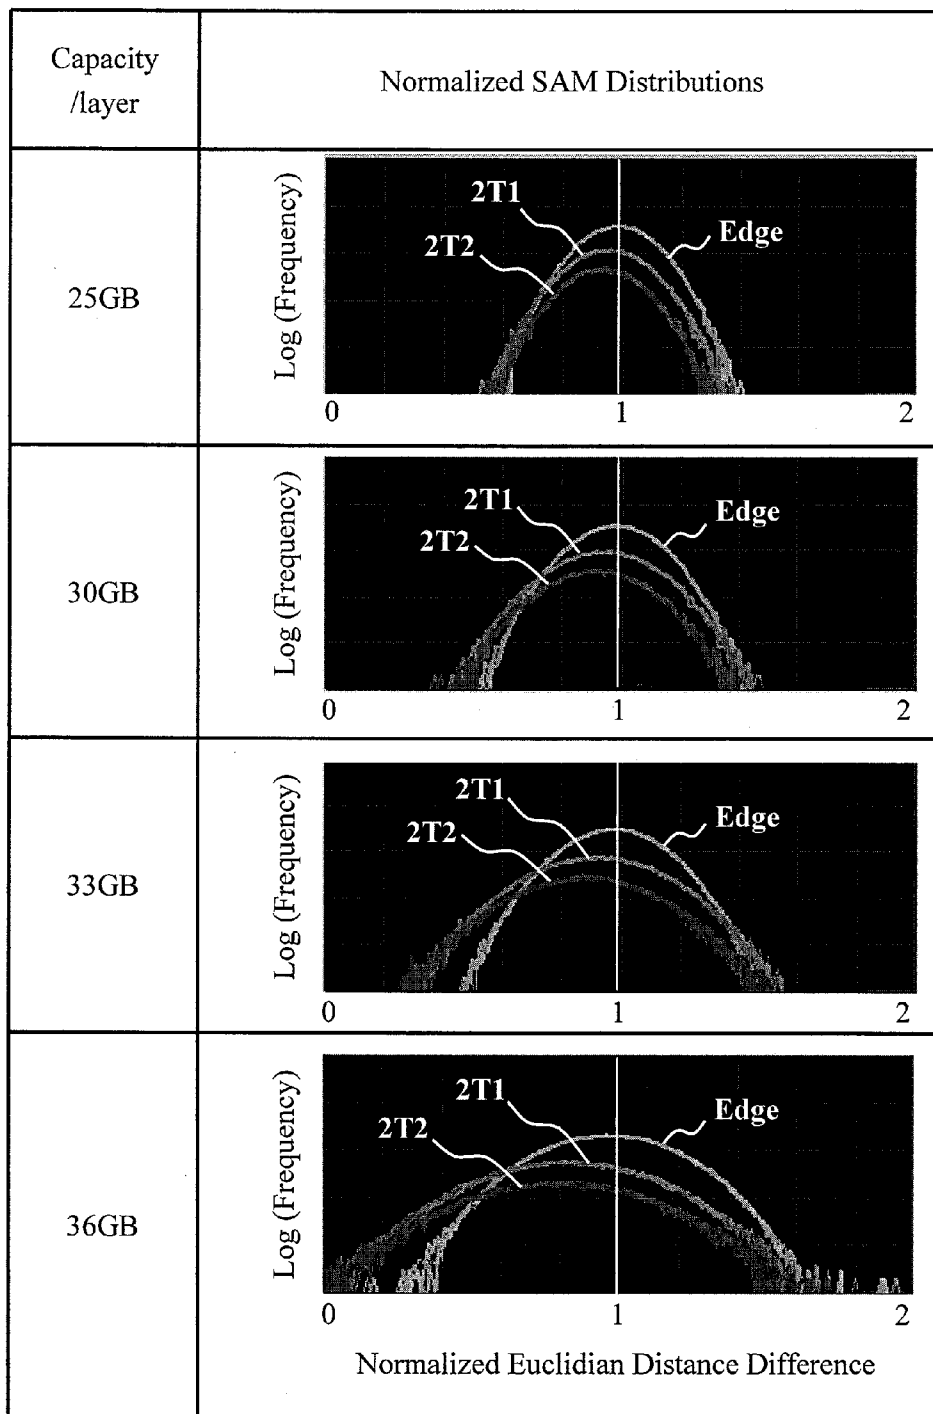 Capacity
/layer
Normalized SAM Distributions
25GB
Log (Frequency)
2T1
2T2
Edge
0 1 2
30GB
Log (Frequency)
2T1
2T2
Edge
0 1 2
33GB
Log (Frequency)
2T1
2T2
Edge
0 1 2
36GB
Log (Frequency)
2T1
2T2
Edge
0 1 2
Normalized Euclidian Distance Difference